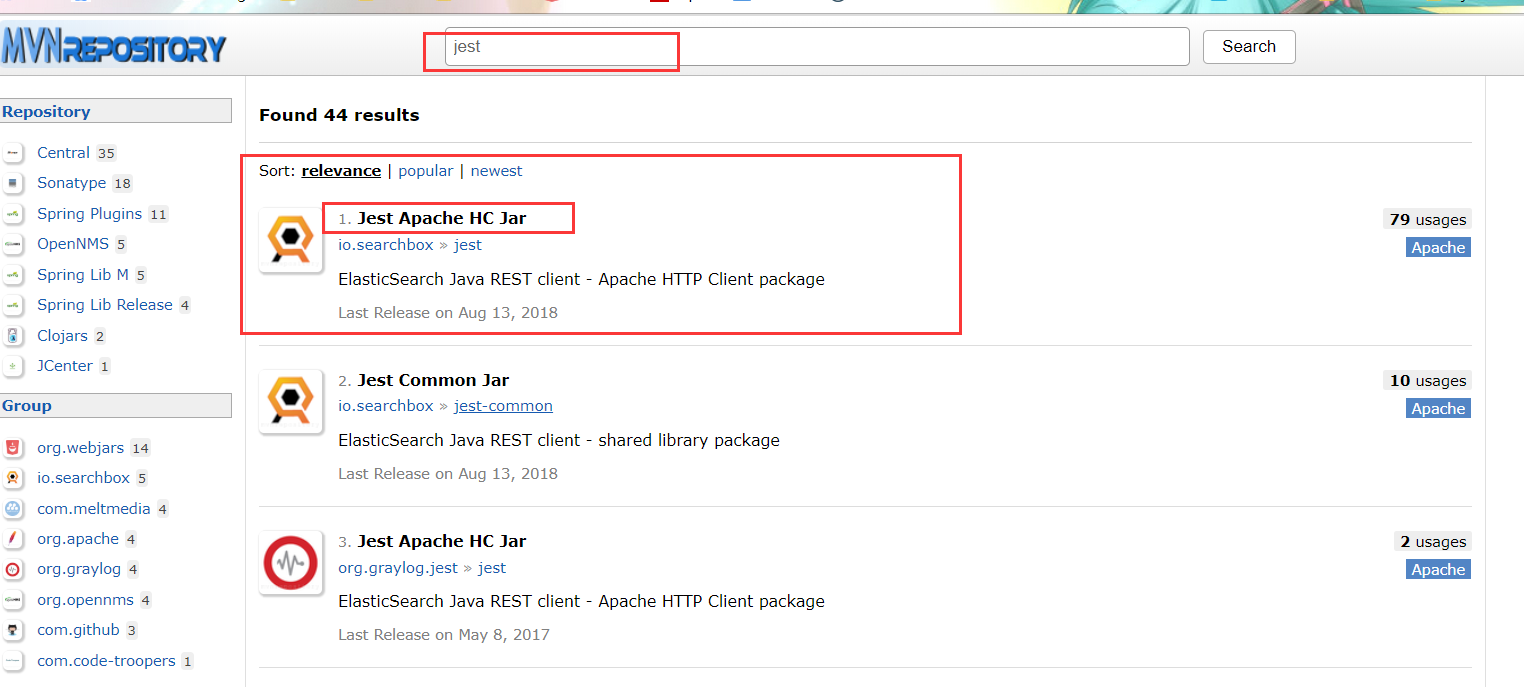 MVNREPOSITORY
jest
Search
Repository
Central 35
Sonatype 18
Spring Plugins 11
OpenNMS 5
Spring Lib M 5
Spring Lib Release 4
Clojars 2
JCenter 1
Group
org.webjars 14
io.searchbox 5
com.meltmedia 4
org.apache 4
org.graylog 4
org.opennms 4
com.github 3
com.code-troopers 1
Found 44 results
Sort: relevance | popular | newest
1. Jest Apache HC Jar
79 usages
io.searchbox » jest
Apache
ElasticSearch Java REST client - Apache HTTP Client package
Last Release on Aug 13, 2018
2. Jest Common Jar
10 usages
io.searchbox » jest-common
Apache
ElasticSearch Java REST client - shared library package
Last Release on Aug 13, 2018
3. Jest Apache HC Jar
2 usages
org.graylog.jest » jest
Apache
ElasticSearch Java REST client - Apache HTTP Client package
Last Release on May 8, 2017